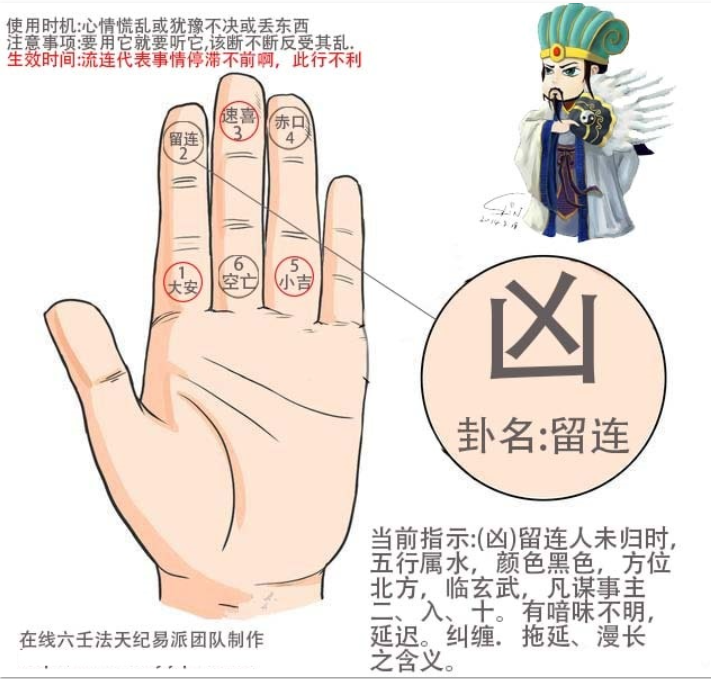 使用时机:心情慌乱或犹豫不决或丢东西
注意事项:要用它就要听它,该断不断反受其乱.
生效时间:流连代表事情停滞不前啊，此行不利
留连
2
速喜
3
赤口
4
1
大安
6
空亡
5
小吉
凶
卦名:留连
当前指示:(凶)留连人未归时,
五行属水，颜色黑色，方位
北方，临玄武，凡谋事主
二、入、十。有喑味不明,
延迟。纠缠．拖延、漫长
之含义。
在线六壬法天纪易派团队制作